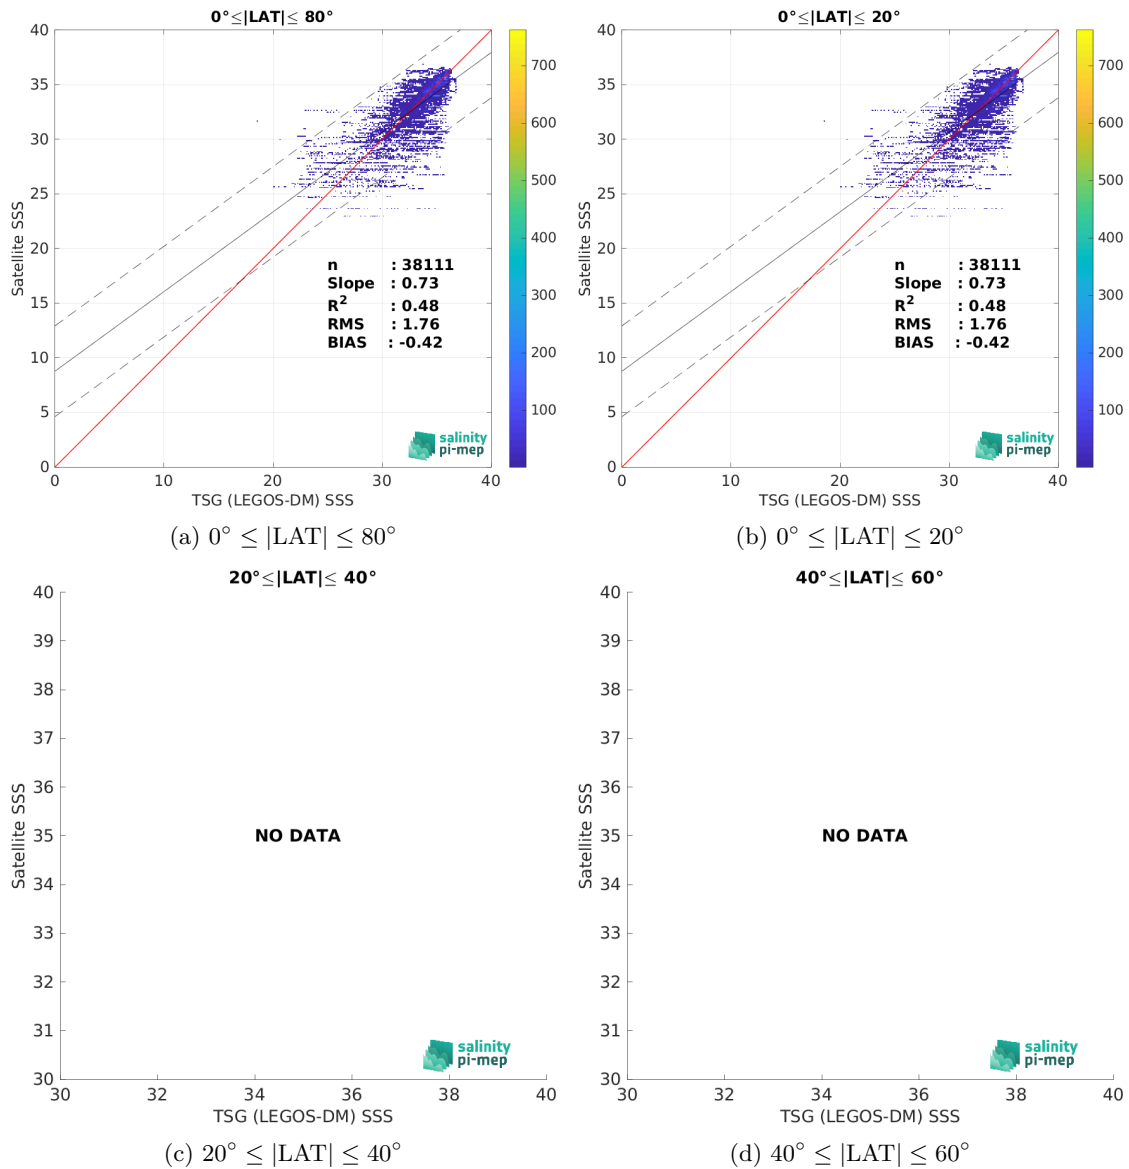 0°≤|LAT|≤ 80°
40
35
30
25
20
15
10
5
0
0
10
20
30
40
Satellite SSS
TSG (LEGOS-DM) SSS
n : 38111
Slope : 0.73
R² : 0.48
RMS : 1.76
BIAS : -0.42
salinity
pi-mep
700
600
500
400
300
200
100
(a) 0° ≤ |LAT| ≤ 80°
0°≤|LAT|≤ 20°
40
35
30
25
20
15
10
5
0
0
10
20
30
40
Satellite SSS
TSG (LEGOS-DM) SSS
n : 38111
Slope : 0.73
R² : 0.48
RMS : 1.76
BIAS : -0.42
salinity
pi-mep
700
600
500
400
300
200
100
(b) 0° ≤ |LAT| ≤ 20°
20°≤|LAT|≤ 40°
40
39
38
37
36
35
34
33
32
31
30
30
32
34
36
38
40
Satellite SSS
TSG (LEGOS-DM) SSS
NO DATA
salinity
pi-mep
(c) 20° ≤ |LAT| ≤ 40°
40°≤|LAT|≤ 60°
40
39
38
37
36
35
34
33
32
31
30
30
32
34
36
38
40
Satellite SSS
TSG (LEGOS-DM) SSS
NO DATA
salinity
pi-mep
(d) 40° ≤ |LAT| ≤ 60°